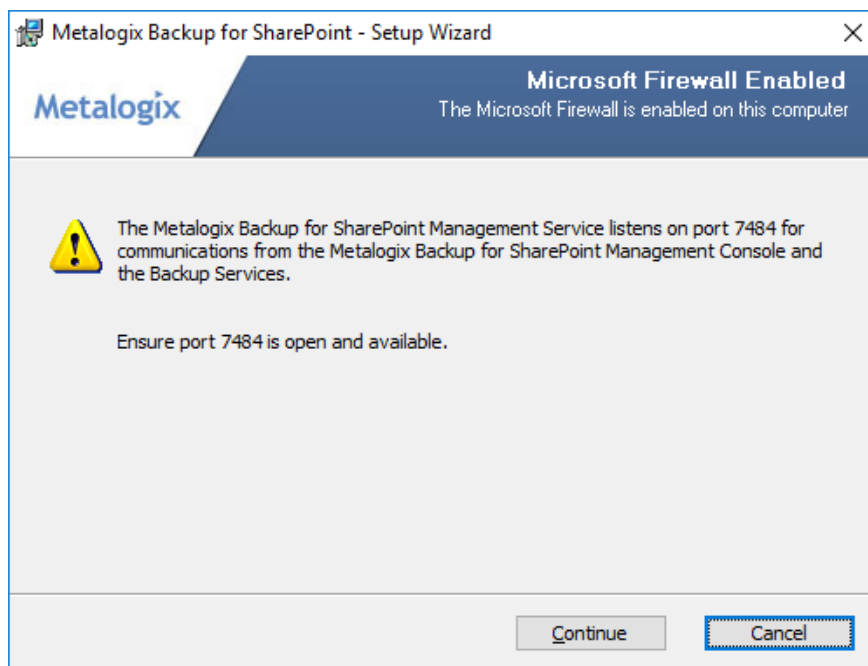 Metalogix Backup for SharePoint - Setup Wizard
Metalogix
Microsoft Firewall Enabled
The Microsoft Firewall is enabled on this computer
The Metalogix Backup for SharePoint Management Service listens on port 7484 for
communications from the Metalogix Backup for SharePoint Management Console and
the Backup Services.
Ensure port 7484 is open and available.
Continue
Cancel